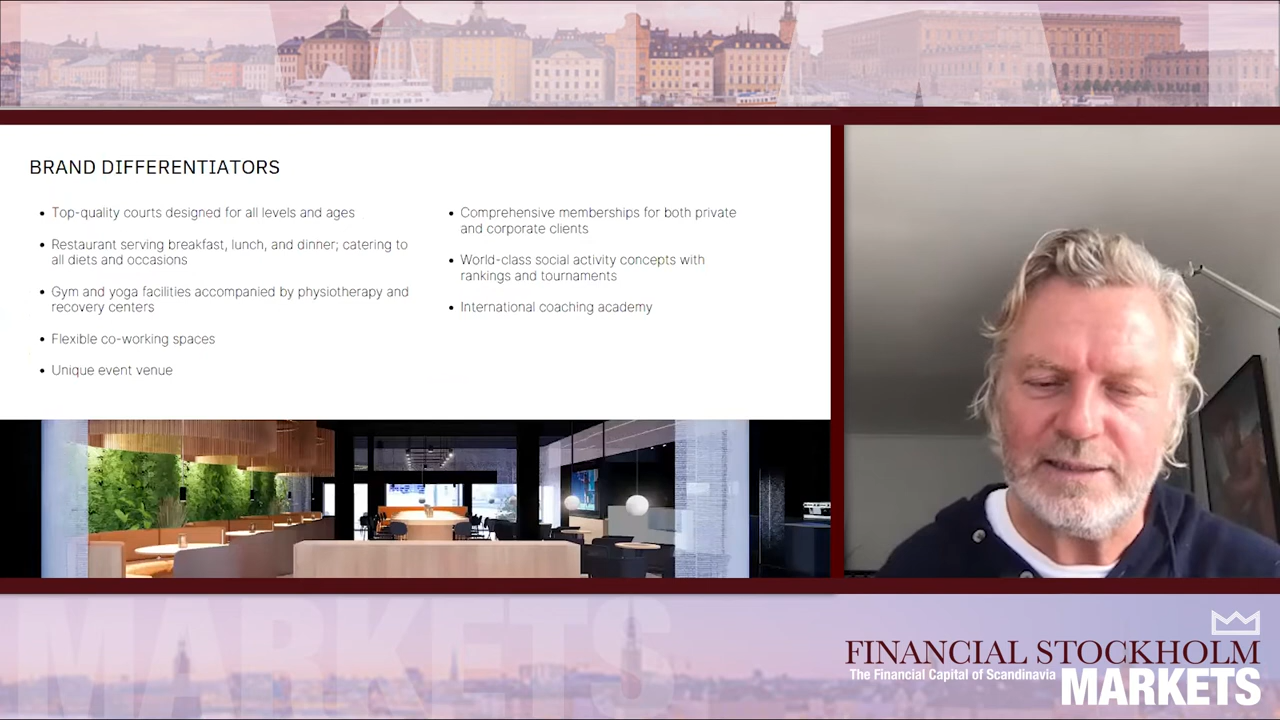 BRAND DIFFERENTIATORS
• Top-quality courts designed for all levels and ages
• Restaurant serving breakfast, lunch, and dinner; catering to
all diets and occasions
• Gym and yoga facilities accompanied by physiotherapy and
recovery centers
• Flexible co-working spaces
• Unique event venue
• Comprehensive memberships for both private
and corporate clients
• World-class social activity concepts with
rankings and tournaments
• International coaching academy
MARKETS
FINANCIAL STOCKHOLM
The Financial Capital of Scandinavia
MARKETS